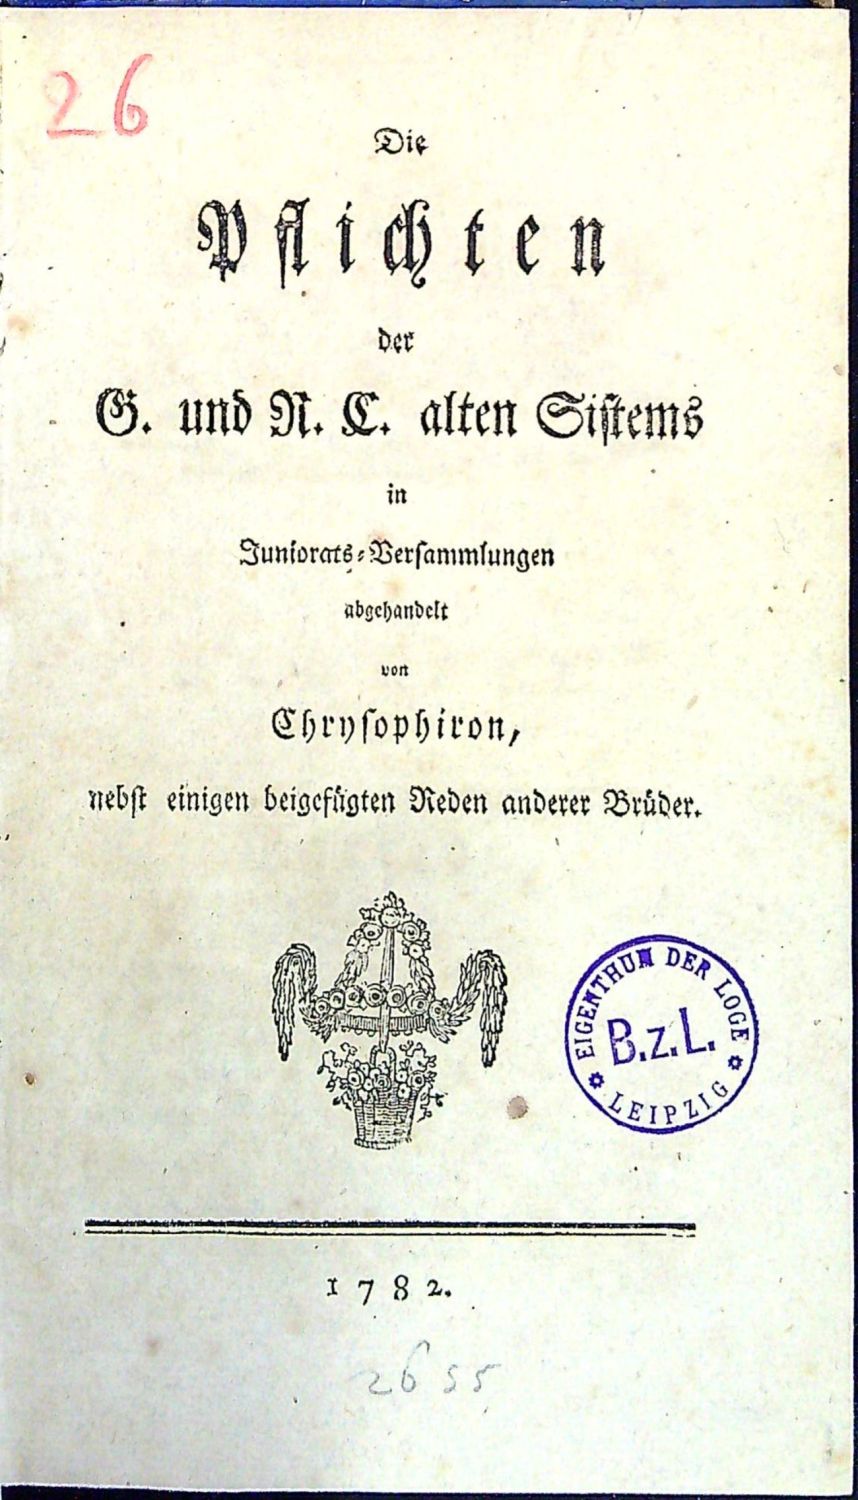 26
Die
Pflichten
der
G. und R. C. alten Sistems
in
Juniorats-Versammlungen
abgehandelt
von
Chrysophiron,
nebst einigen beigefügten Reden anderer Brüder.
EIGENTHUM DER LOGE
B.z.L.
LEIPZIG
1782.
2655